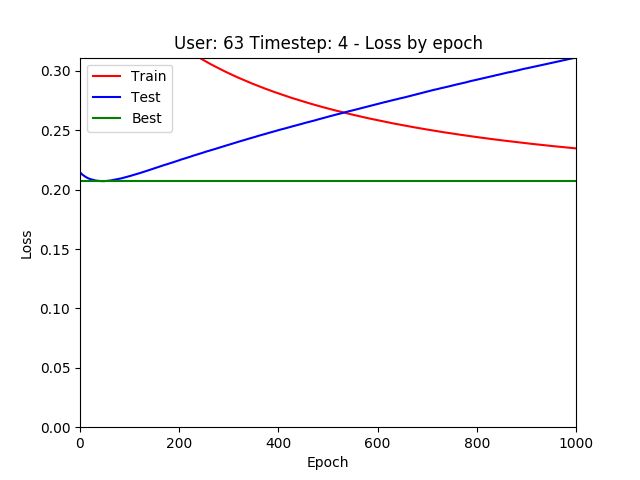 User: 63 Timestep: 4 - Loss by epoch
Train
Test
Best
0.30
0.25
0.20
0.15
0.10
0.05
0.00
Loss
0 200 400 600 800 1000
Epoch